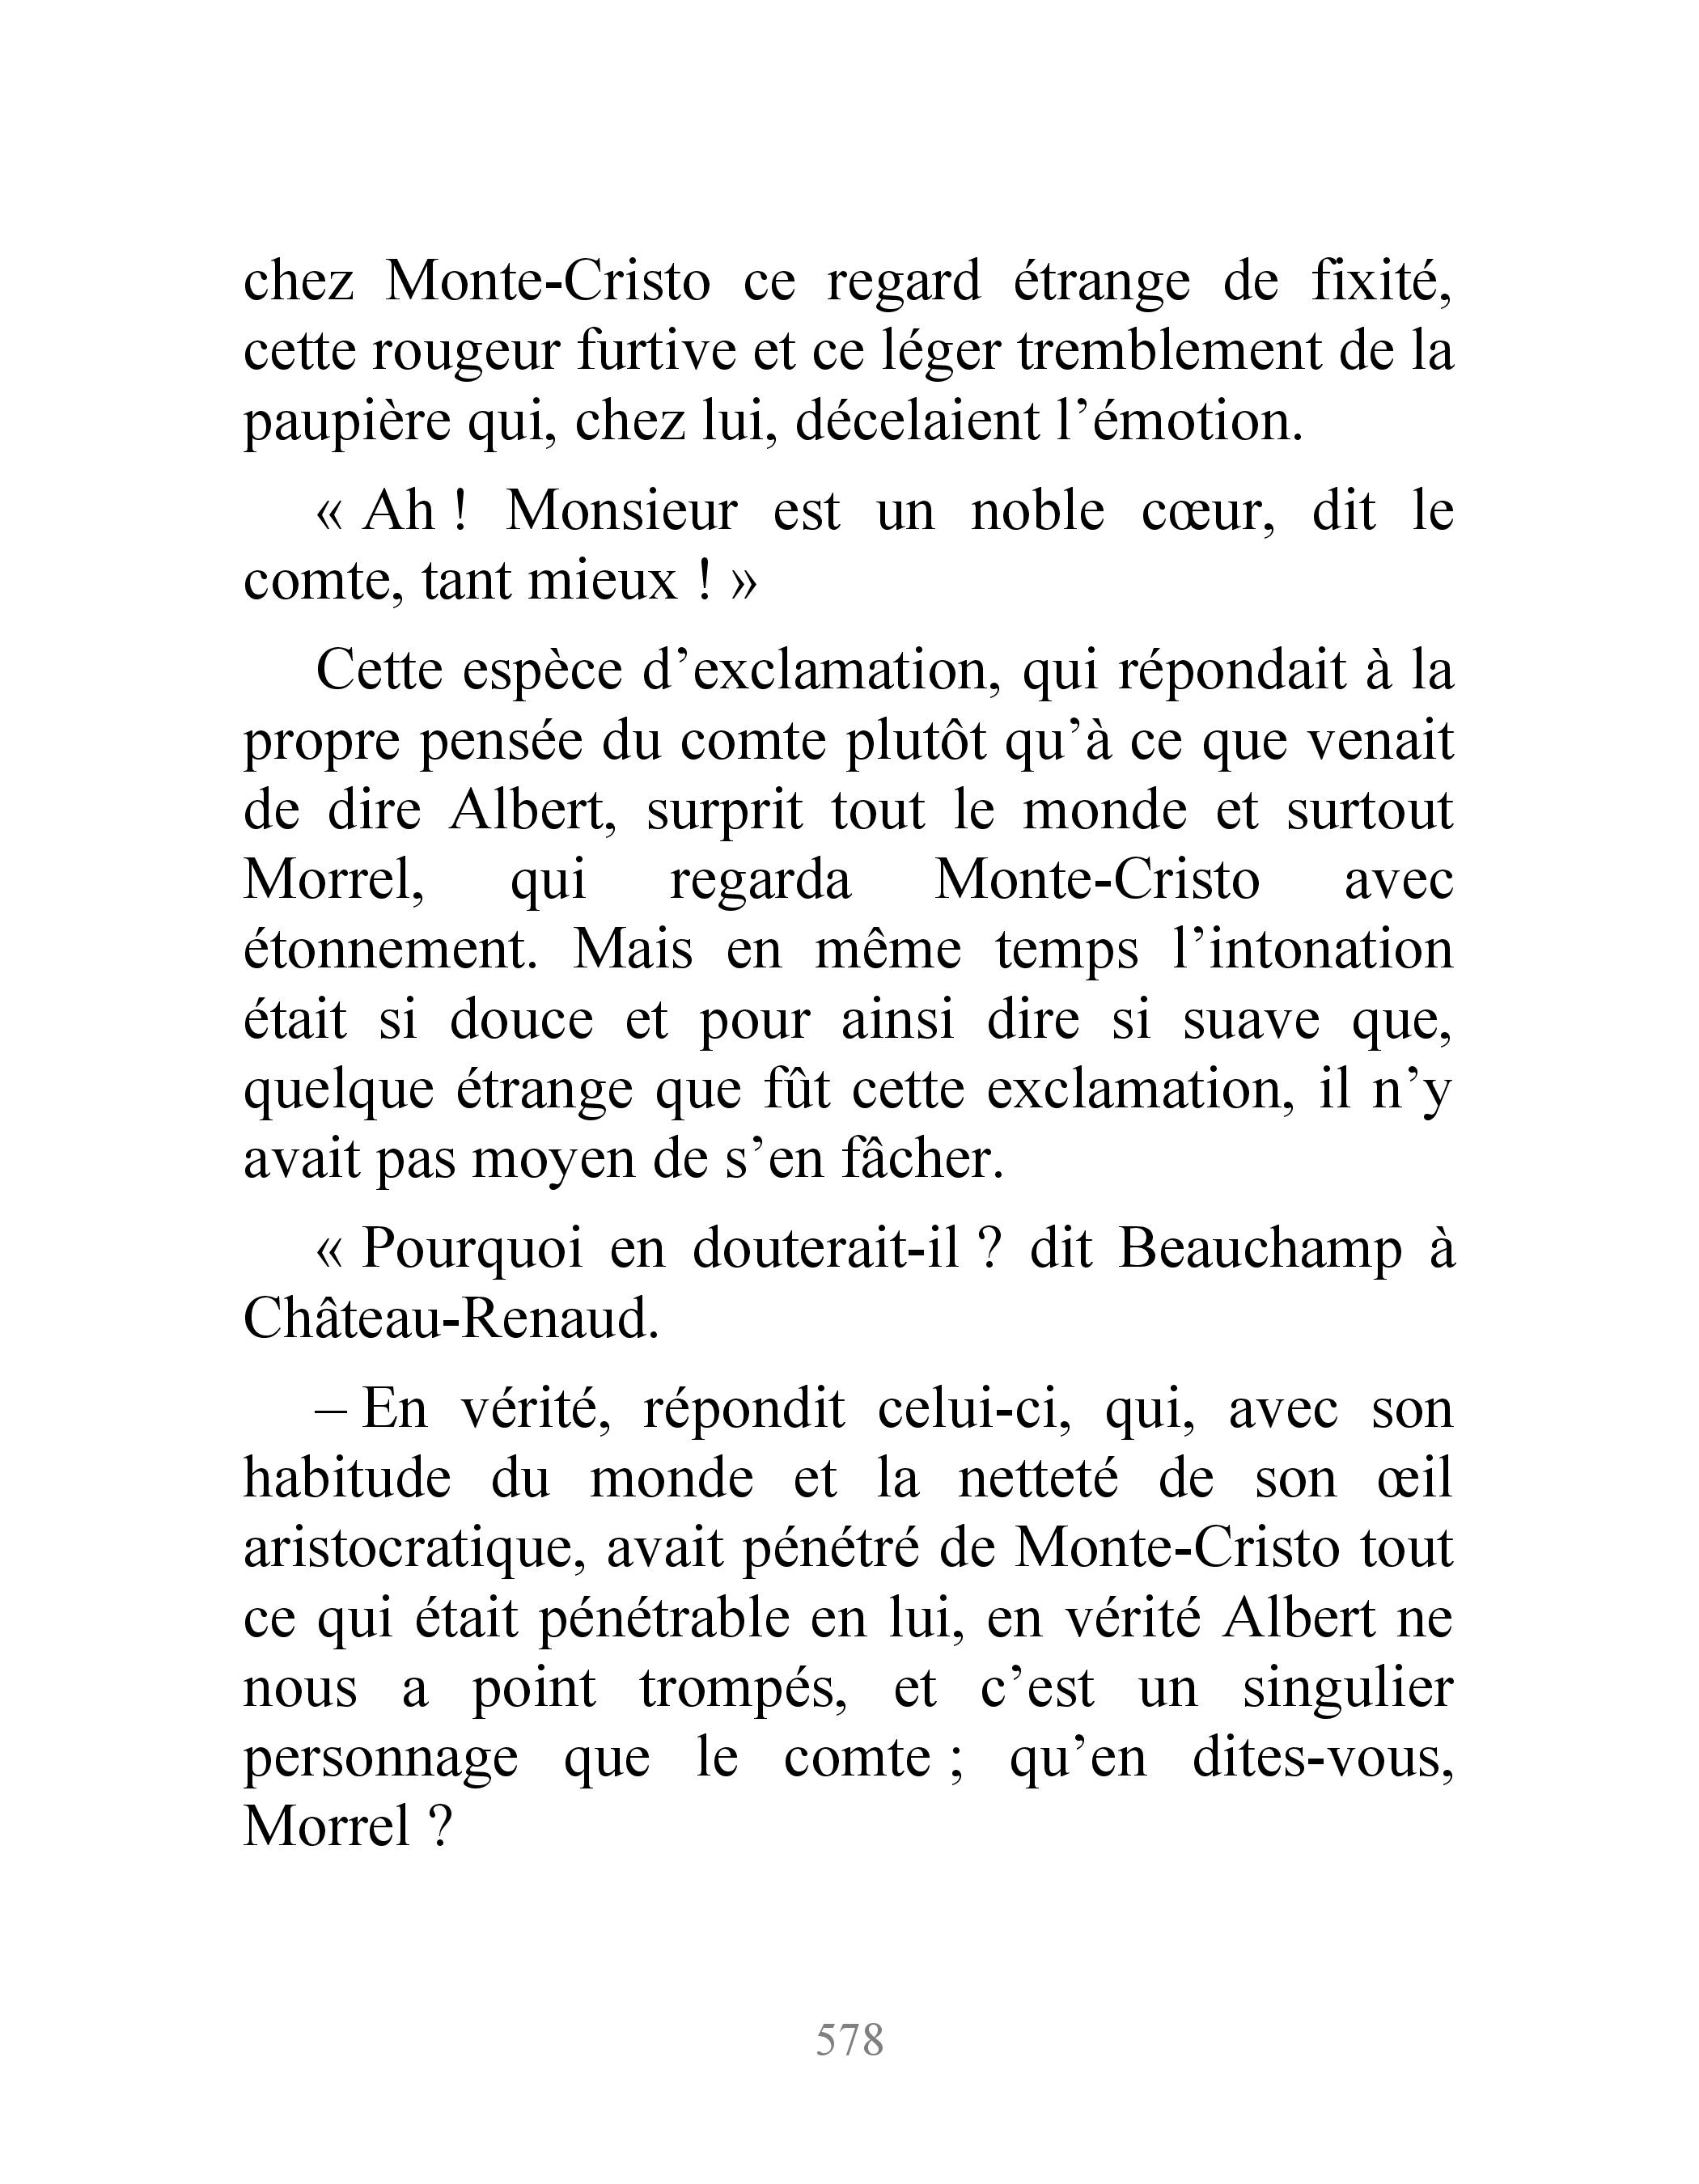 chez Monte-Cristo ce regard étrange de fixité,
cette rougeur furtive et ce léger tremblement de la
paupière qui, chez lui, décelaient l’émotion.
« Ah ! Monsieur est un noble cœur, dit le
comte, tant mieux ! »
Cette espèce d’exclamation, qui répondait à la
propre pensée du comte plutôt qu’à ce que venait
de dire Albert, surprit tout le monde et surtout
Morrel, qui regarda Monte-Cristo avec
étonnement. Mais en même temps l’intonation
était si douce et pour ainsi dire si suave que,
quelque étrange que fût cette exclamation, il n’y
avait pas moyen de s’en fâcher.
« Pourquoi en douterait-il ? dit Beauchamp à
Château-Renaud.
– En vérité, répondit celui-ci, qui, avec son
habitude du monde et la netteté de son œil
aristocratique, avait pénétré de Monte-Cristo tout
ce qui était pénétrable en lui, en vérité Albert ne
nous a point trompés, et c’est un singulier
personnage que le comte ; qu’en dites-vous,
Morrel ?
578